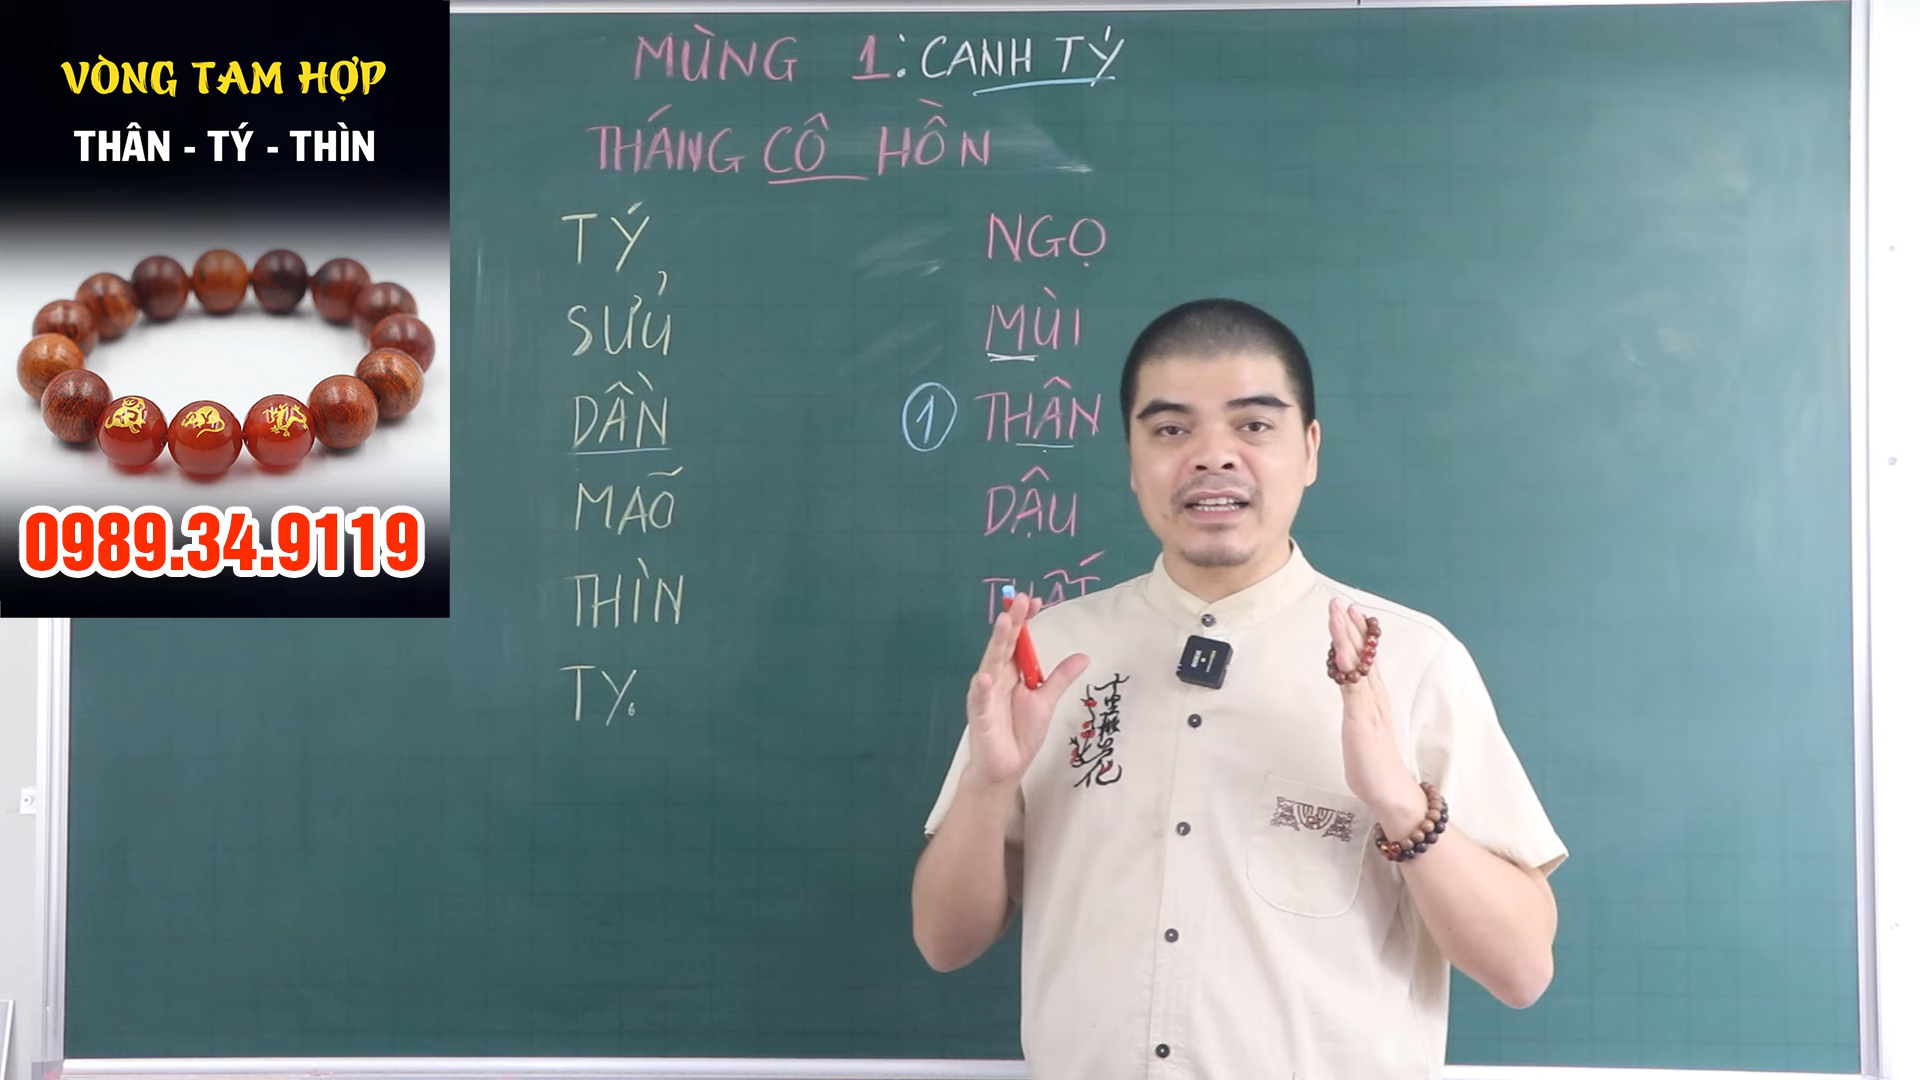 VÒNG TAM HỢP
THÂN - TÝ - THÌN
0989.34.9119
MÙNG 1: CANH TÝ
THÁNG CÔ HỒN
TÝ
SỬU
DẦN
MÃO
THÌN
TỴ
NGỌ
MÙI
1 THÂN
DẬU